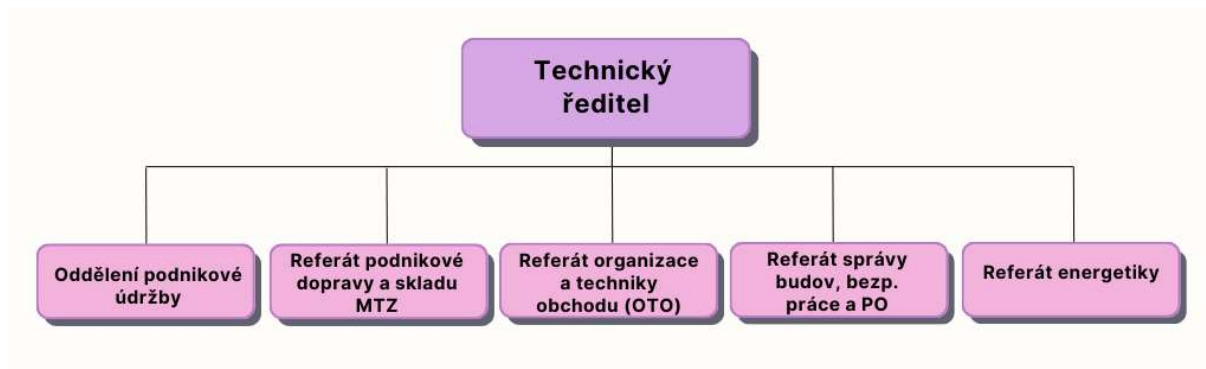 Technický
ředitel
Oddělení podnikové
údržby
Referát podnikové
dopravy a skladu
MTZ
Referát organizace
a techniky
obchodu (OTO)
Referát správy
budov, bezp.
práce a PO
Referát energetiky